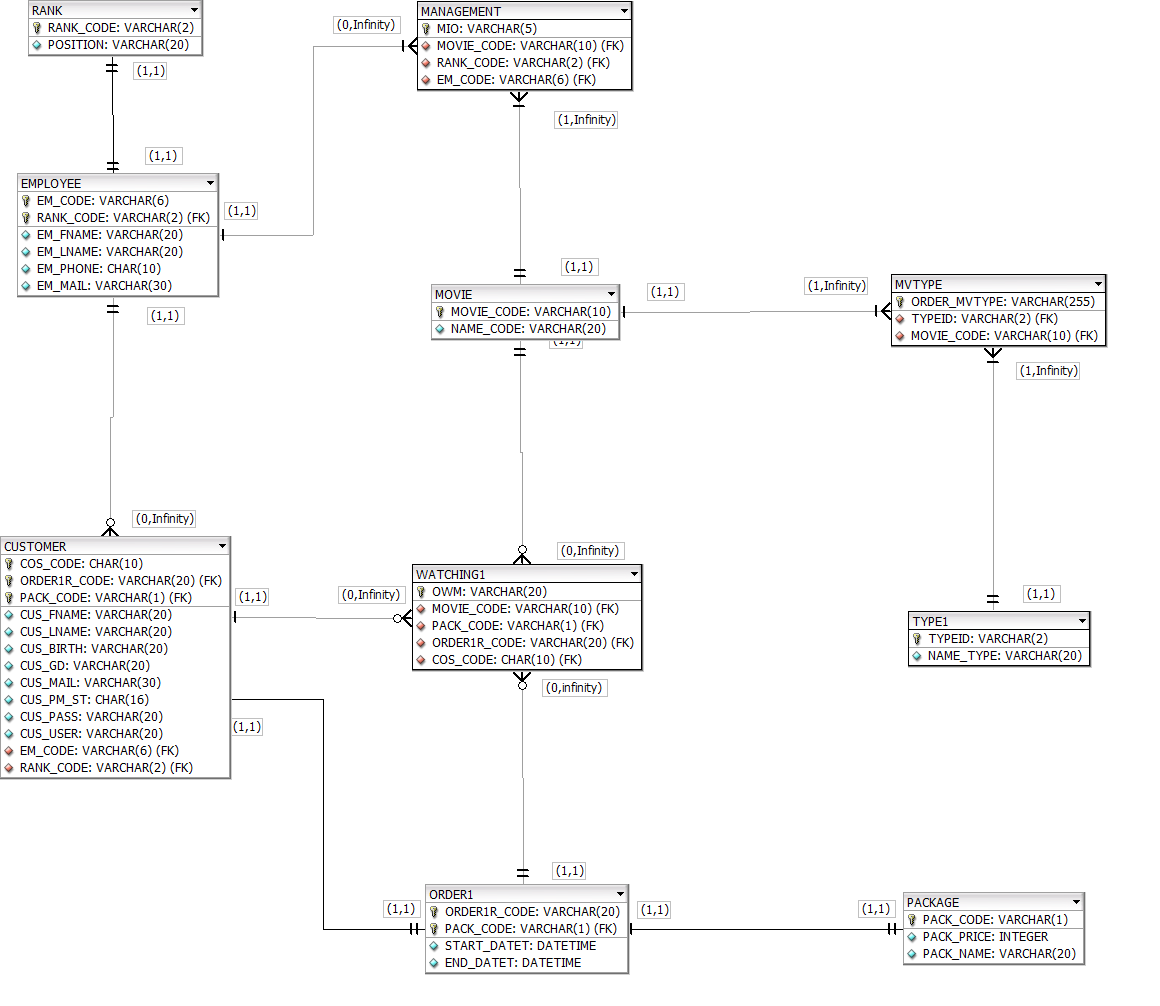 RANK
RANK_CODE: VARCHAR(2)
POSITION: VARCHAR(20)
(1,1)
(1,1)
MANAGEMENT
MIO: VARCHAR(5)
MOVIE_CODE: VARCHAR(10) (FK)
RANK_CODE: VARCHAR(2) (FK)
EM_CODE: VARCHAR(6) (FK)
(0,Infinity)
(1,Infinity)
EMPLOYEE
EM_CODE: VARCHAR(6)
RANK_CODE: VARCHAR(2) (FK)
EM_FNAME: VARCHAR(20)
EM_LNAME: VARCHAR(20)
EM_PHONE: CHAR(10)
EM_MAIL: VARCHAR(30)
(1,1)
(1,1)
(1,1)
MOVIE
MOVIE_CODE: VARCHAR(10)
NAME_CODE: VARCHAR(20)
(1,1)
(1,1)
(1,Infinity)
MVTYPE
ORDER_MVTYPE: VARCHAR(255)
TYPEID: VARCHAR(2) (FK)
MOVIE_CODE: VARCHAR(10) (FK)
(1,Infinity)
(0,Infinity)
CUSTOMER
COS_CODE: CHAR(10)
ORDER1R_CODE: VARCHAR(20) (FK)
PACK_CODE: VARCHAR(1) (FK)
CUS_FNAME: VARCHAR(20)
CUS_LNAME: VARCHAR(20)
CUS_BIRTH: VARCHAR(20)
CUS_GD: VARCHAR(20)
CUS_MAIL: VARCHAR(30)
CUS_PM_ST: CHAR(16)
CUS_PASS: VARCHAR(20)
CUS_USER: VARCHAR(20)
EM_CODE: VARCHAR(6) (FK)
RANK_CODE: VARCHAR(2) (FK)
(1,1)
(0,Infinity)
(1,1)
(0,Infinity)
WATCHING1
OWM: VARCHAR(20)
MOVIE_CODE: VARCHAR(10) (FK)
PACK_CODE: VARCHAR(1) (FK)
ORDER1R_CODE: VARCHAR(20) (FK)
COS_CODE: CHAR(10) (FK)
(0,infinity)
(1,1)
TYPE1
TYPEID: VARCHAR(2)
NAME_TYPE: VARCHAR(20)
(1,1)
(1,1)
ORDER1
ORDER1R_CODE: VARCHAR(20)
PACK_CODE: VARCHAR(1) (FK)
START_DATET: DATETIME
END_DATET: DATETIME
(1,1)
(1,1)
PACKAGE
PACK_CODE: VARCHAR(1)
PACK_PRICE: INTEGER
PACK_NAME: VARCHAR(20)